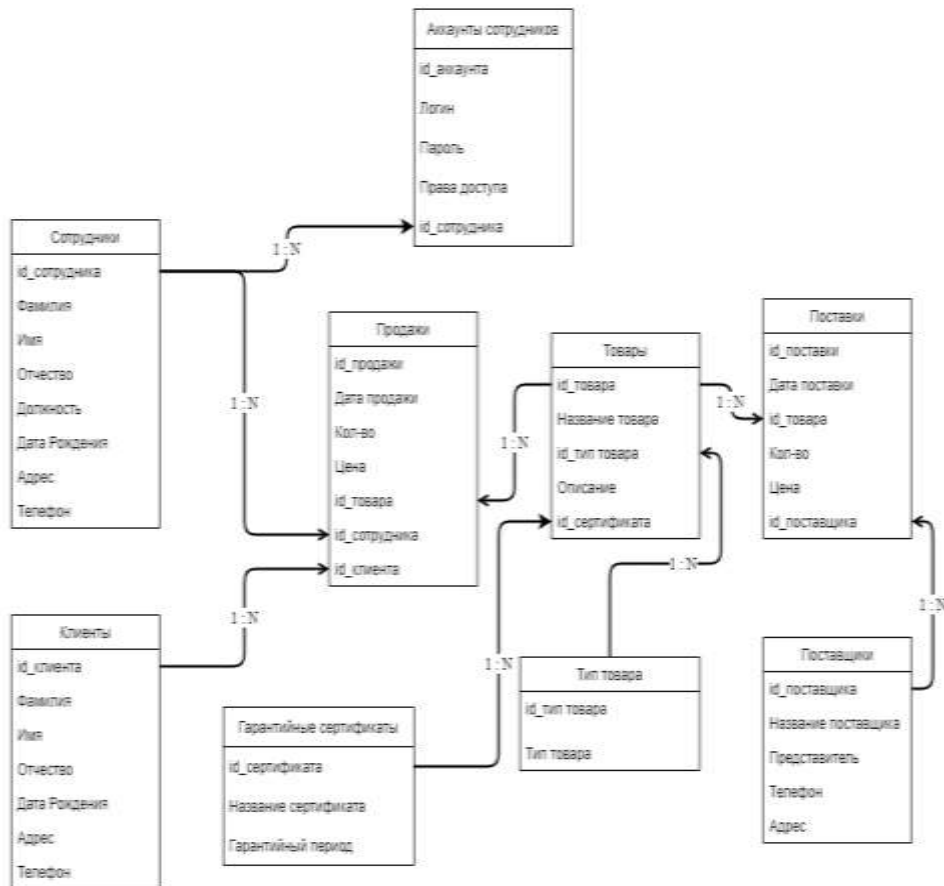 Аккаунты сотрудников
id_аккаунта
Логин
Пароль
Права доступа
id_сотрудника
Сотрудники
id_сотрудника
Фамилия
Имя
Отчество
Должность
Дата Рождения
Адрес
Телефон
1 : N
1 : N
Продажи
id_продажи
Дата продажи
Кол-во
Цена
id_товара
id_сотрудника
id_клиента
1 : N
Товары
id_товара
Название товара
id_тип товара
Описание
id_сертификата
1 : N
Поставки
id_поставки
Дата поставки
id_товара
Кол-во
Цена
id_поставщика
Клиенты
id_клиента
Фамилия
Имя
Отчество
Дата Рождения
Адрес
Телефон
1 : N
Гарантийные сертификаты
id_сертификата
Название сертификата
Гарантийный период
1 : N
Тип товара
id_тип товара
Тип товара
1 : N
Поставщики
id_поставщика
Название поставщика
Представитель
Телефон
Адрес
1 : N